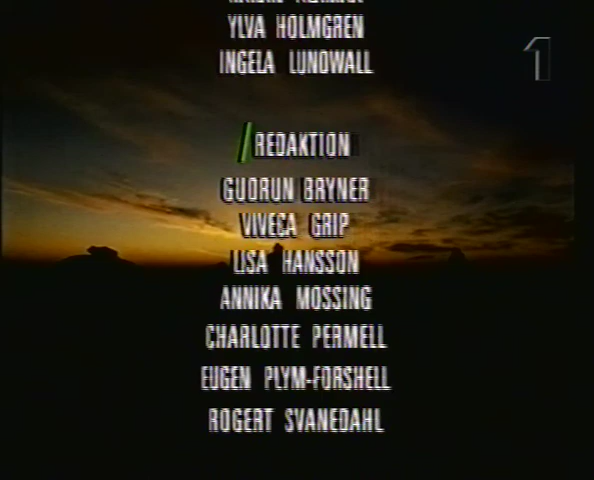 YLVA HOLMGREN
INGELA LUNDWALL
1
/REDAKTION
GUDRUN BRYNER
VIVECA GRIP
LISA HANSSON
ANNIKA MOSSING
CHARLOTTE PERMELL
EUGEN PLYM-FORSHELL
ROGERT SVANEDAHL